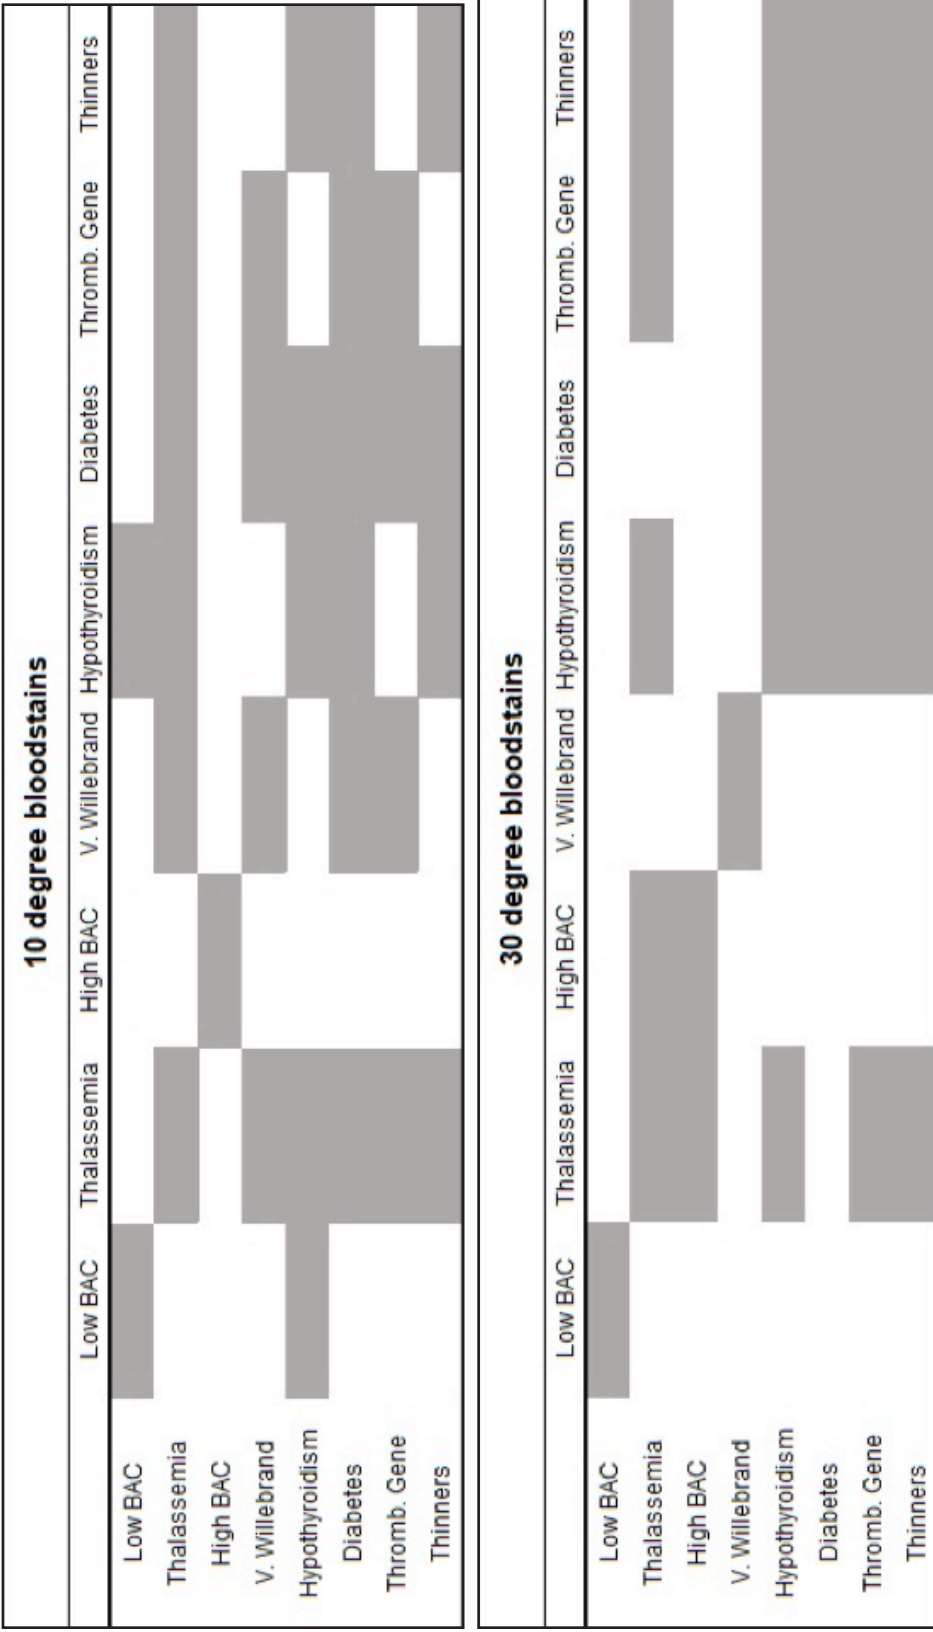 10 degree bloodstains
Low BAC Thalassemia High BAC V. Willebrand Hypothyroidism Diabetes Thromb. Gene Thinners
Low BAC
Thalassemia
High BAC
V. Willebrand
Hypothyroidism
Diabetes
Thromb. Gene
Thinners
30 degree bloodstains
Low BAC Thalassemia High BAC V. Willebrand Hypothyroidism Diabetes Thromb. Gene Thinners
Low BAC
Thalassemia
High BAC
V. Willebrand
Hypothyroidism
Diabetes
Thromb. Gene
Thinners